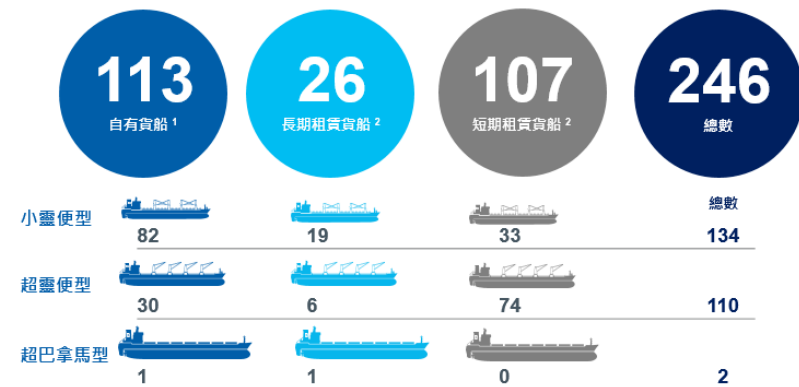 113 26 107 246
自有貨船 1 長期租賃貨船 2 短期租賃貨船 2 總數
總數
小靈便型
82 19 33 134
超靈便型
30 6 74 110
超巴拿馬型
1 1 0 2